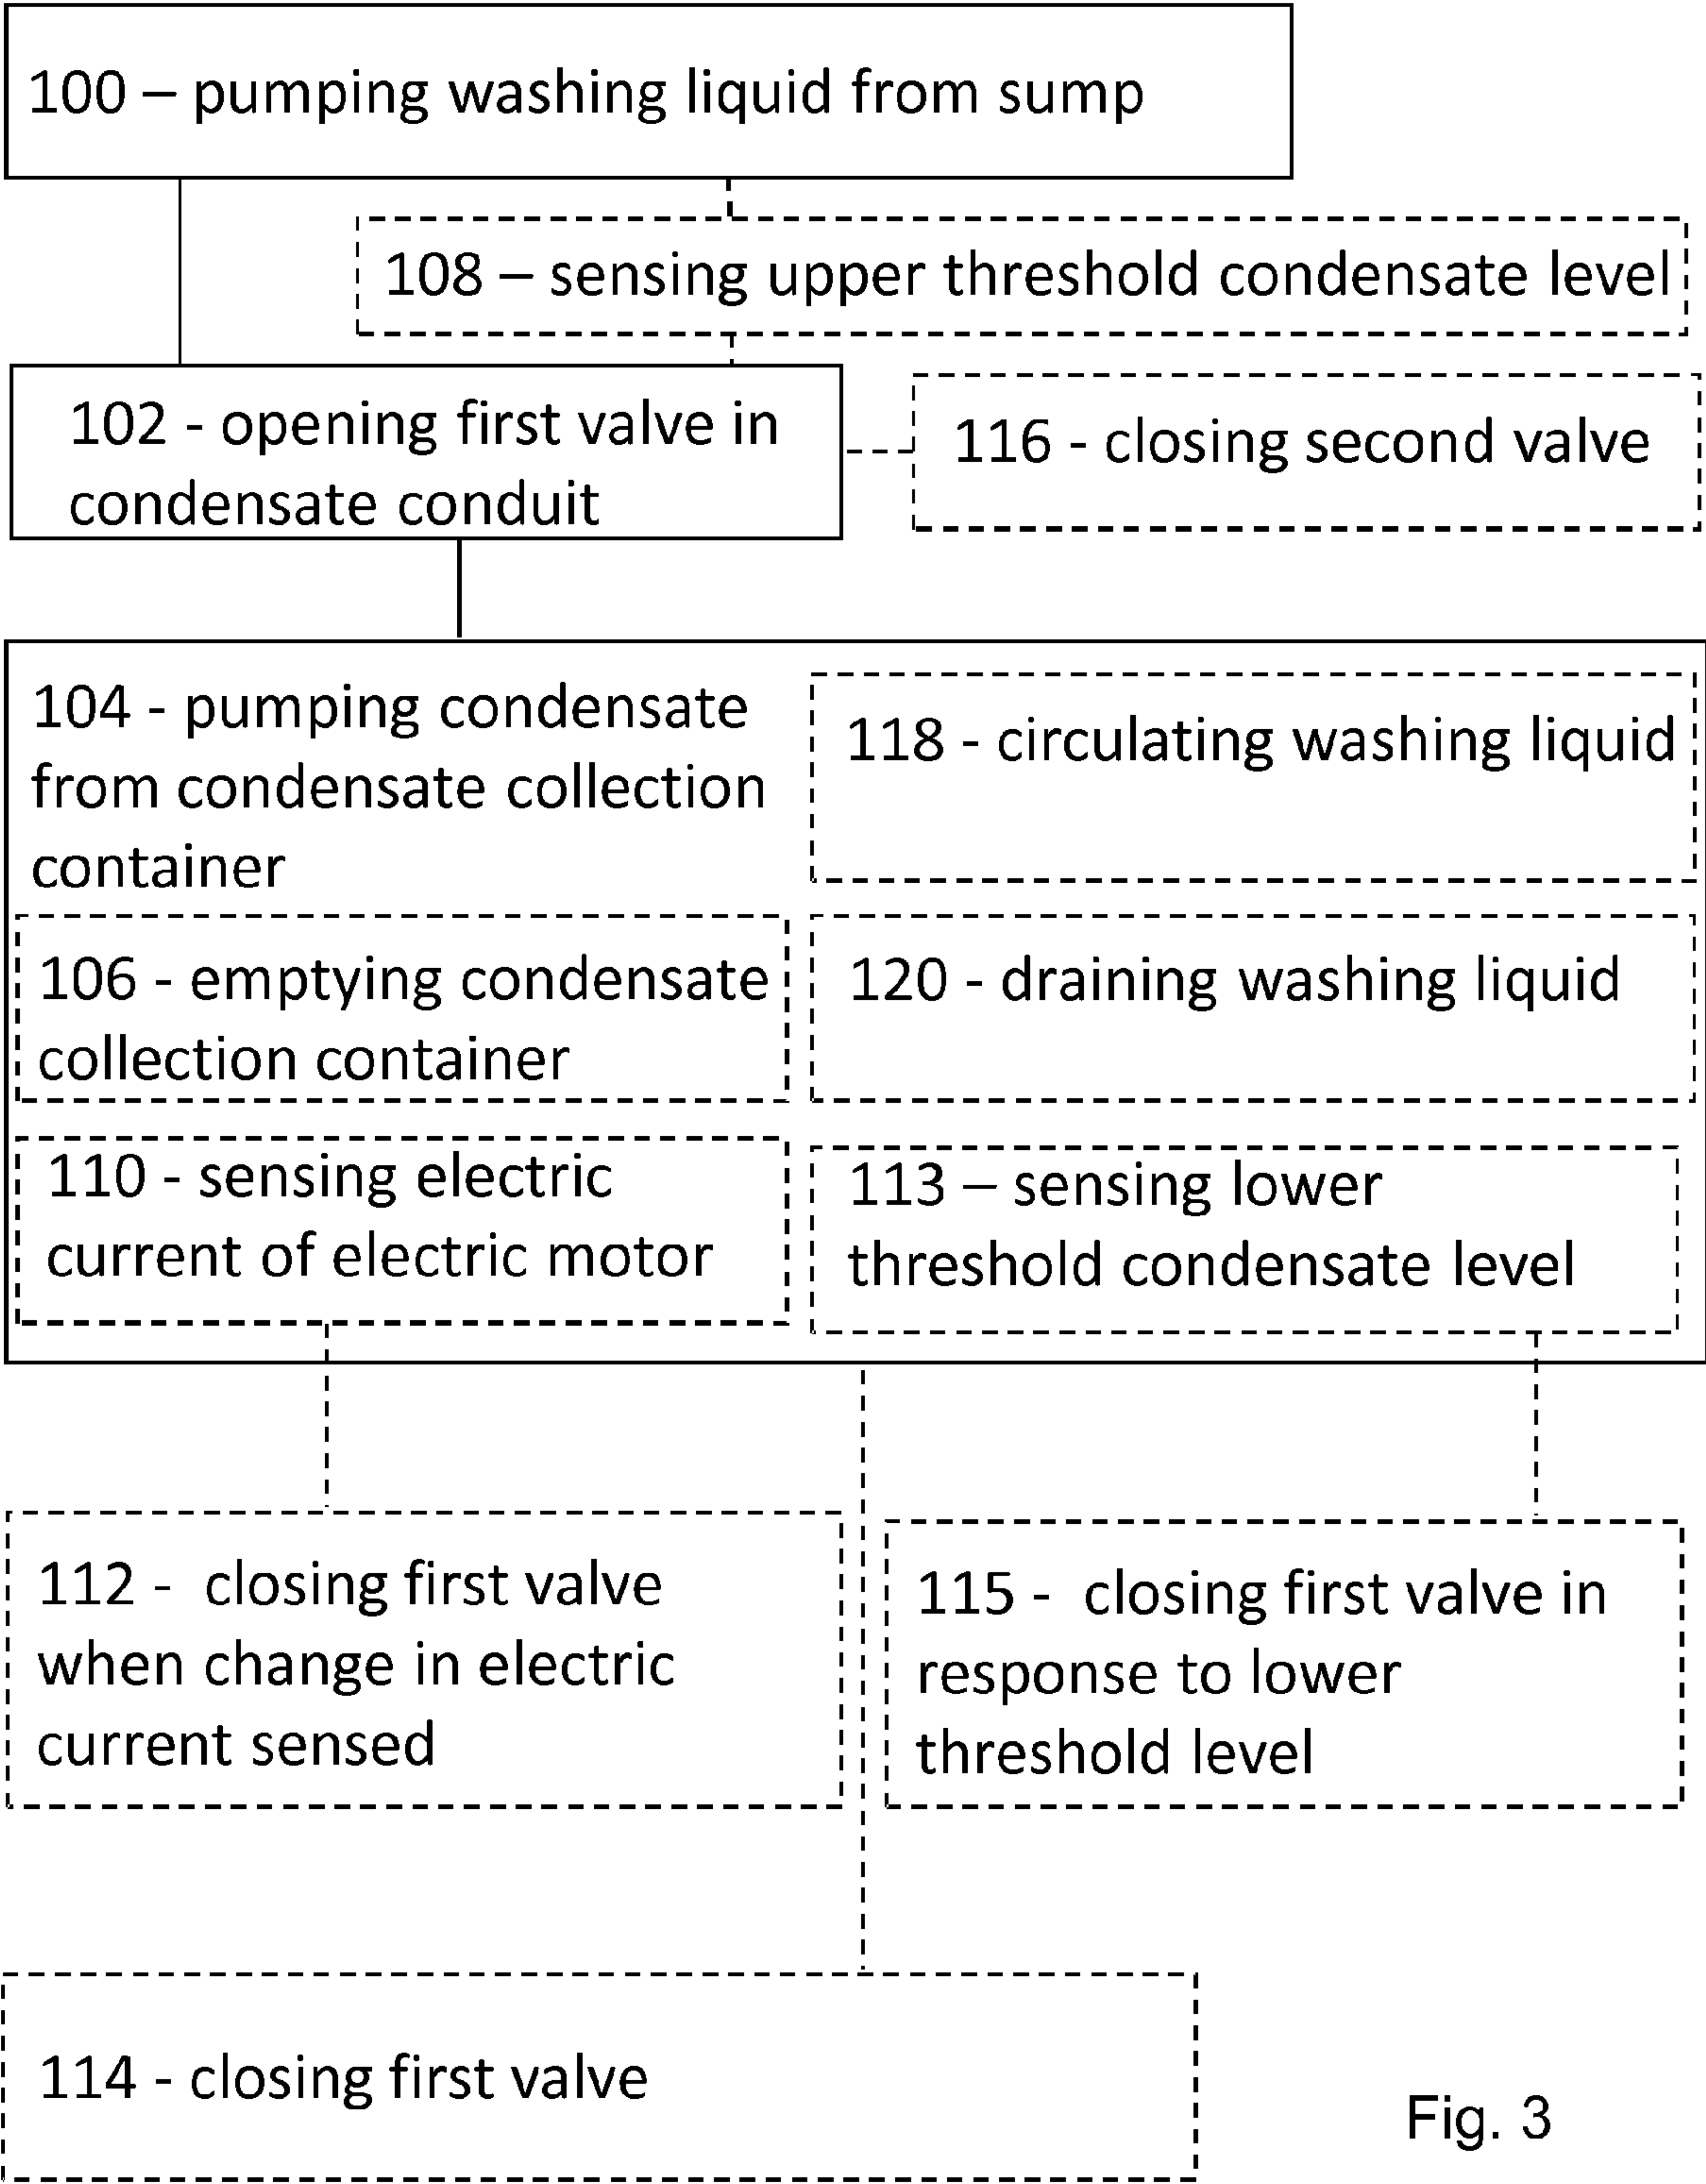 100 – pumping washing liquid from sump
108 – sensing upper threshold condensate level
102 - opening first valve in
condensate conduit
116 - closing second valve
104 - pumping condensate
from condensate collection
container
118 - circulating washing liquid
106 - emptying condensate
collection container
120 - draining washing liquid
110 - sensing electric
current of electric motor
113 – sensing lower
threshold condensate level
112 -  closing first valve
when change in electric
current sensed
115 -  closing first valve in
response to lower
threshold level
114 - closing first valve
Fig. 3